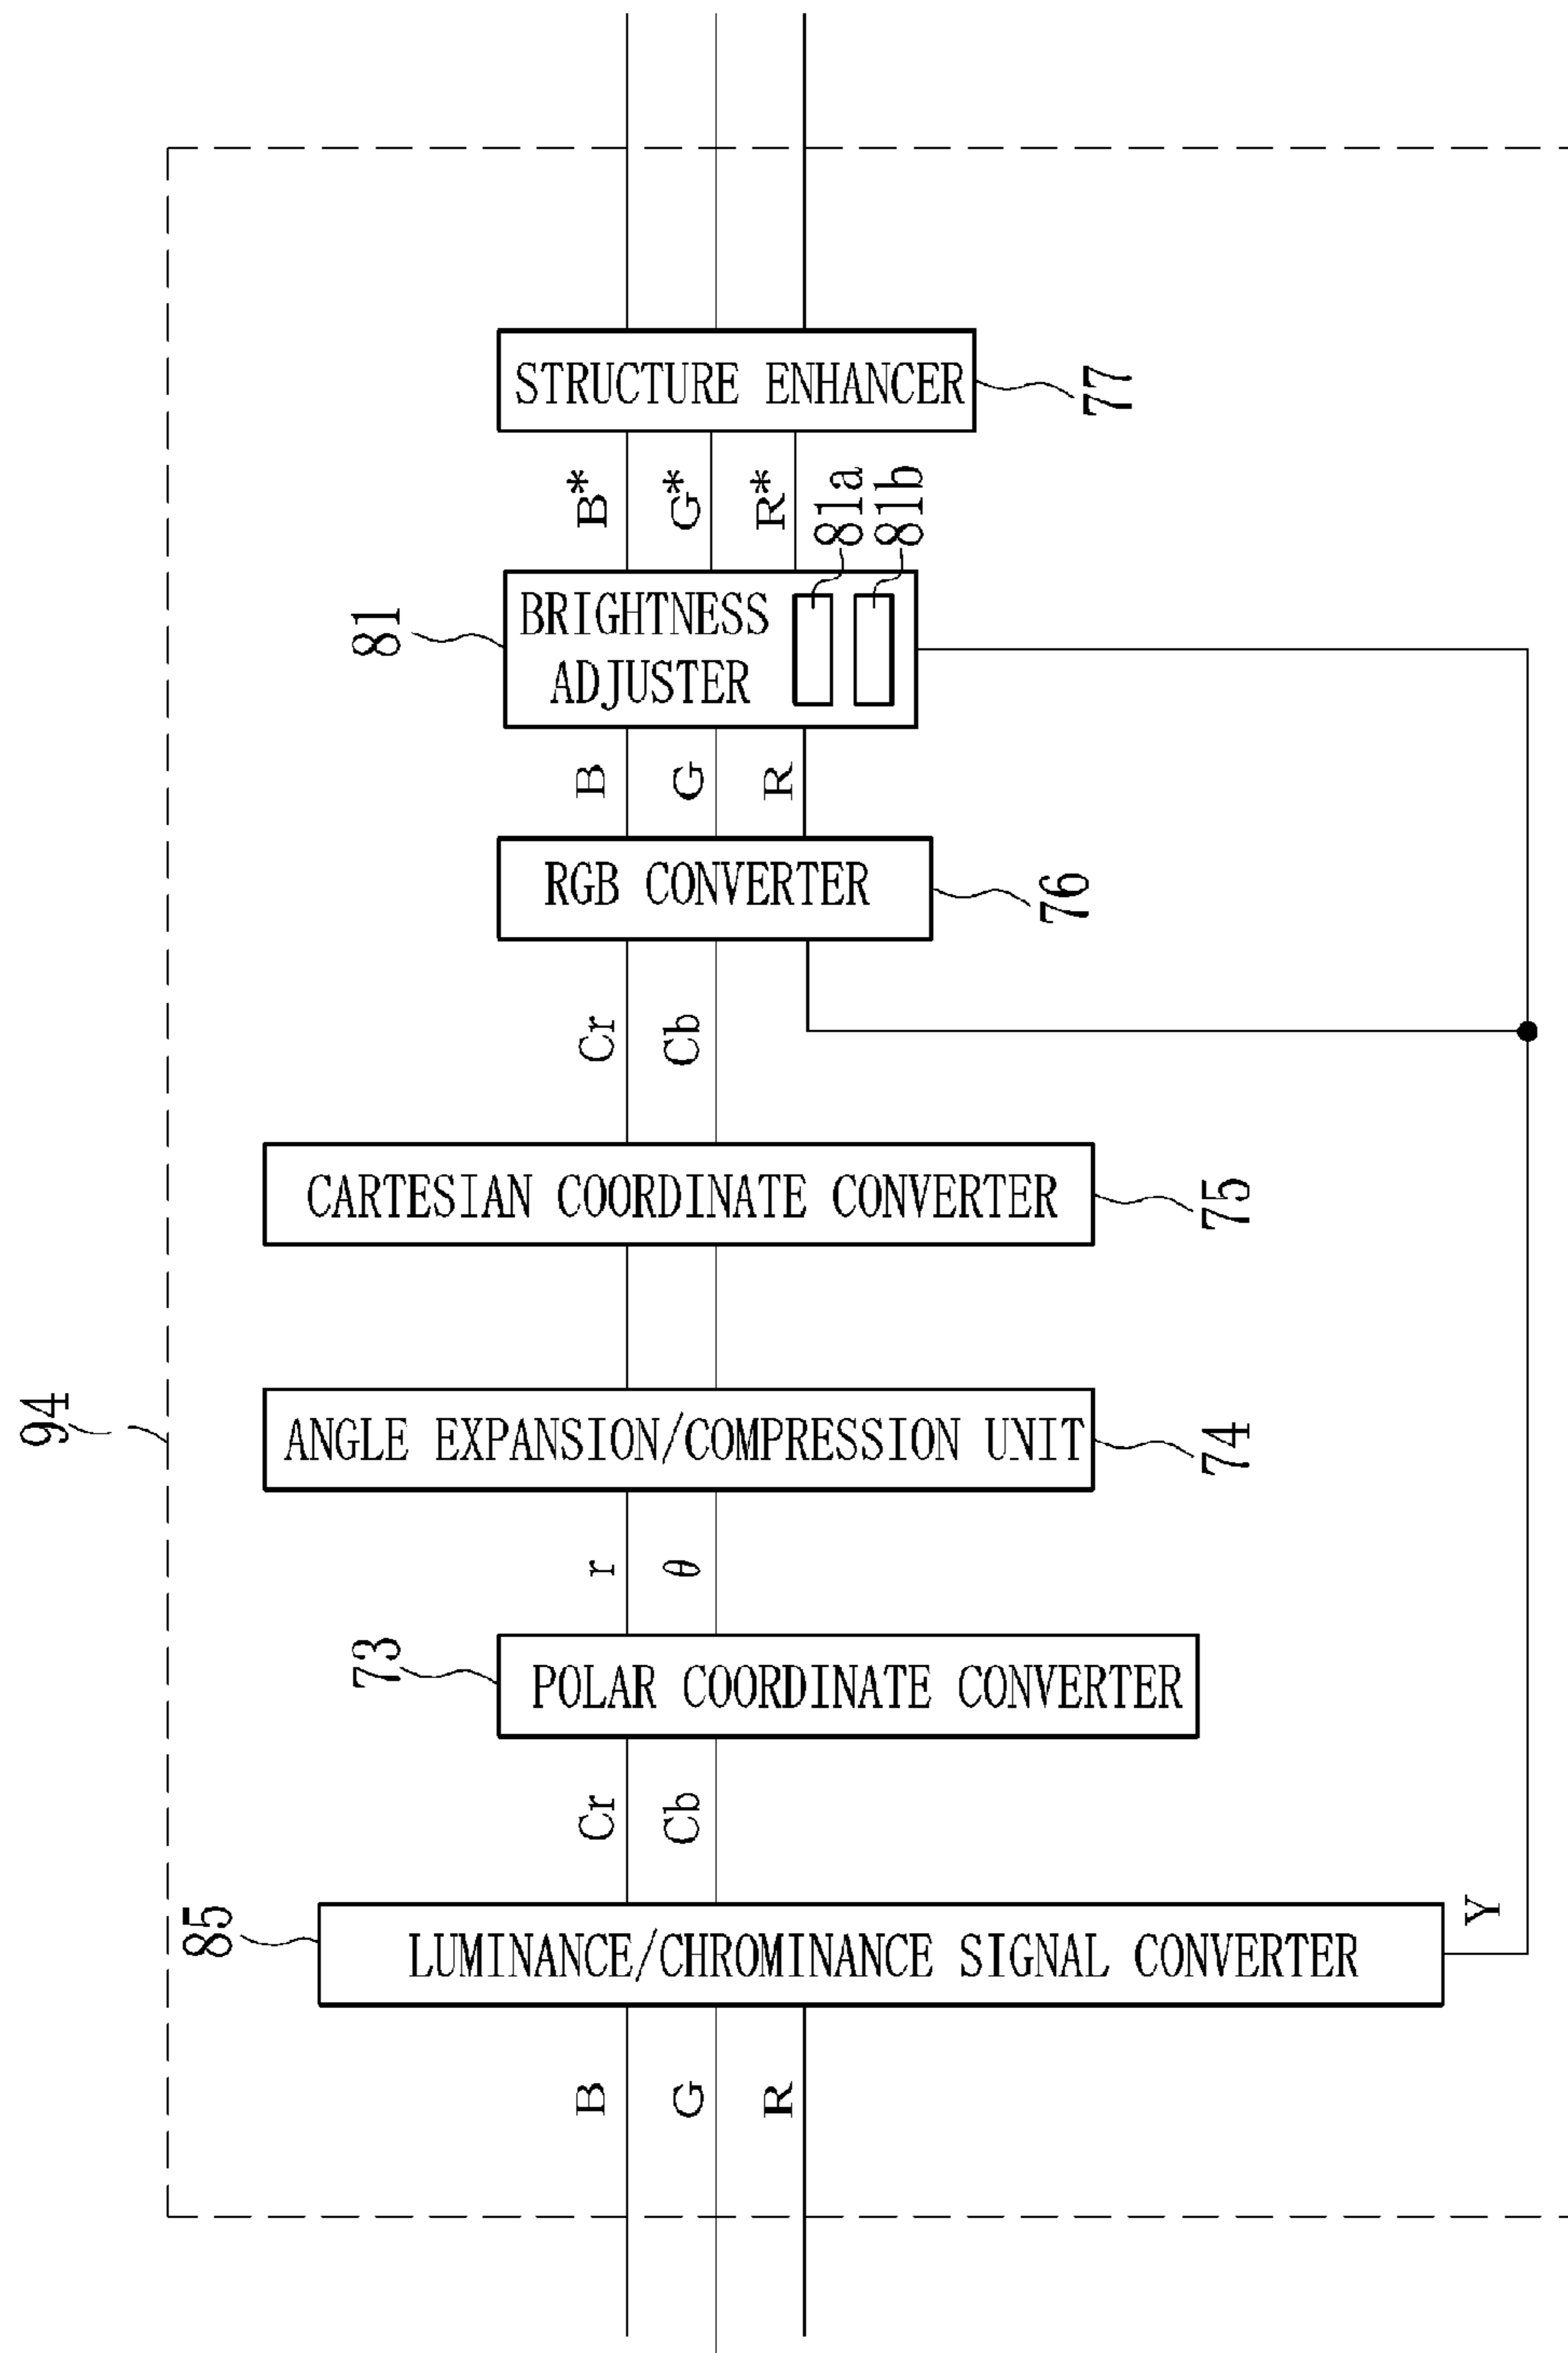 94
STRUCTURE ENHANCER
77
B*
G*
R*
81a
81b
81
BRIGHTNESS
ADJUSTER
B
G
R
RGB CONVERTER
76
Cr
Cb
CARTESIAN COORDINATE CONVERTER
75
ANGLE EXPANSION/COMPRESSION UNIT
74
r
θ
73
POLAR COORDINATE CONVERTER
Cr
Cb
85
LUMINANCE/CHROMINANCE SIGNAL CONVERTER
Y
B
G
R